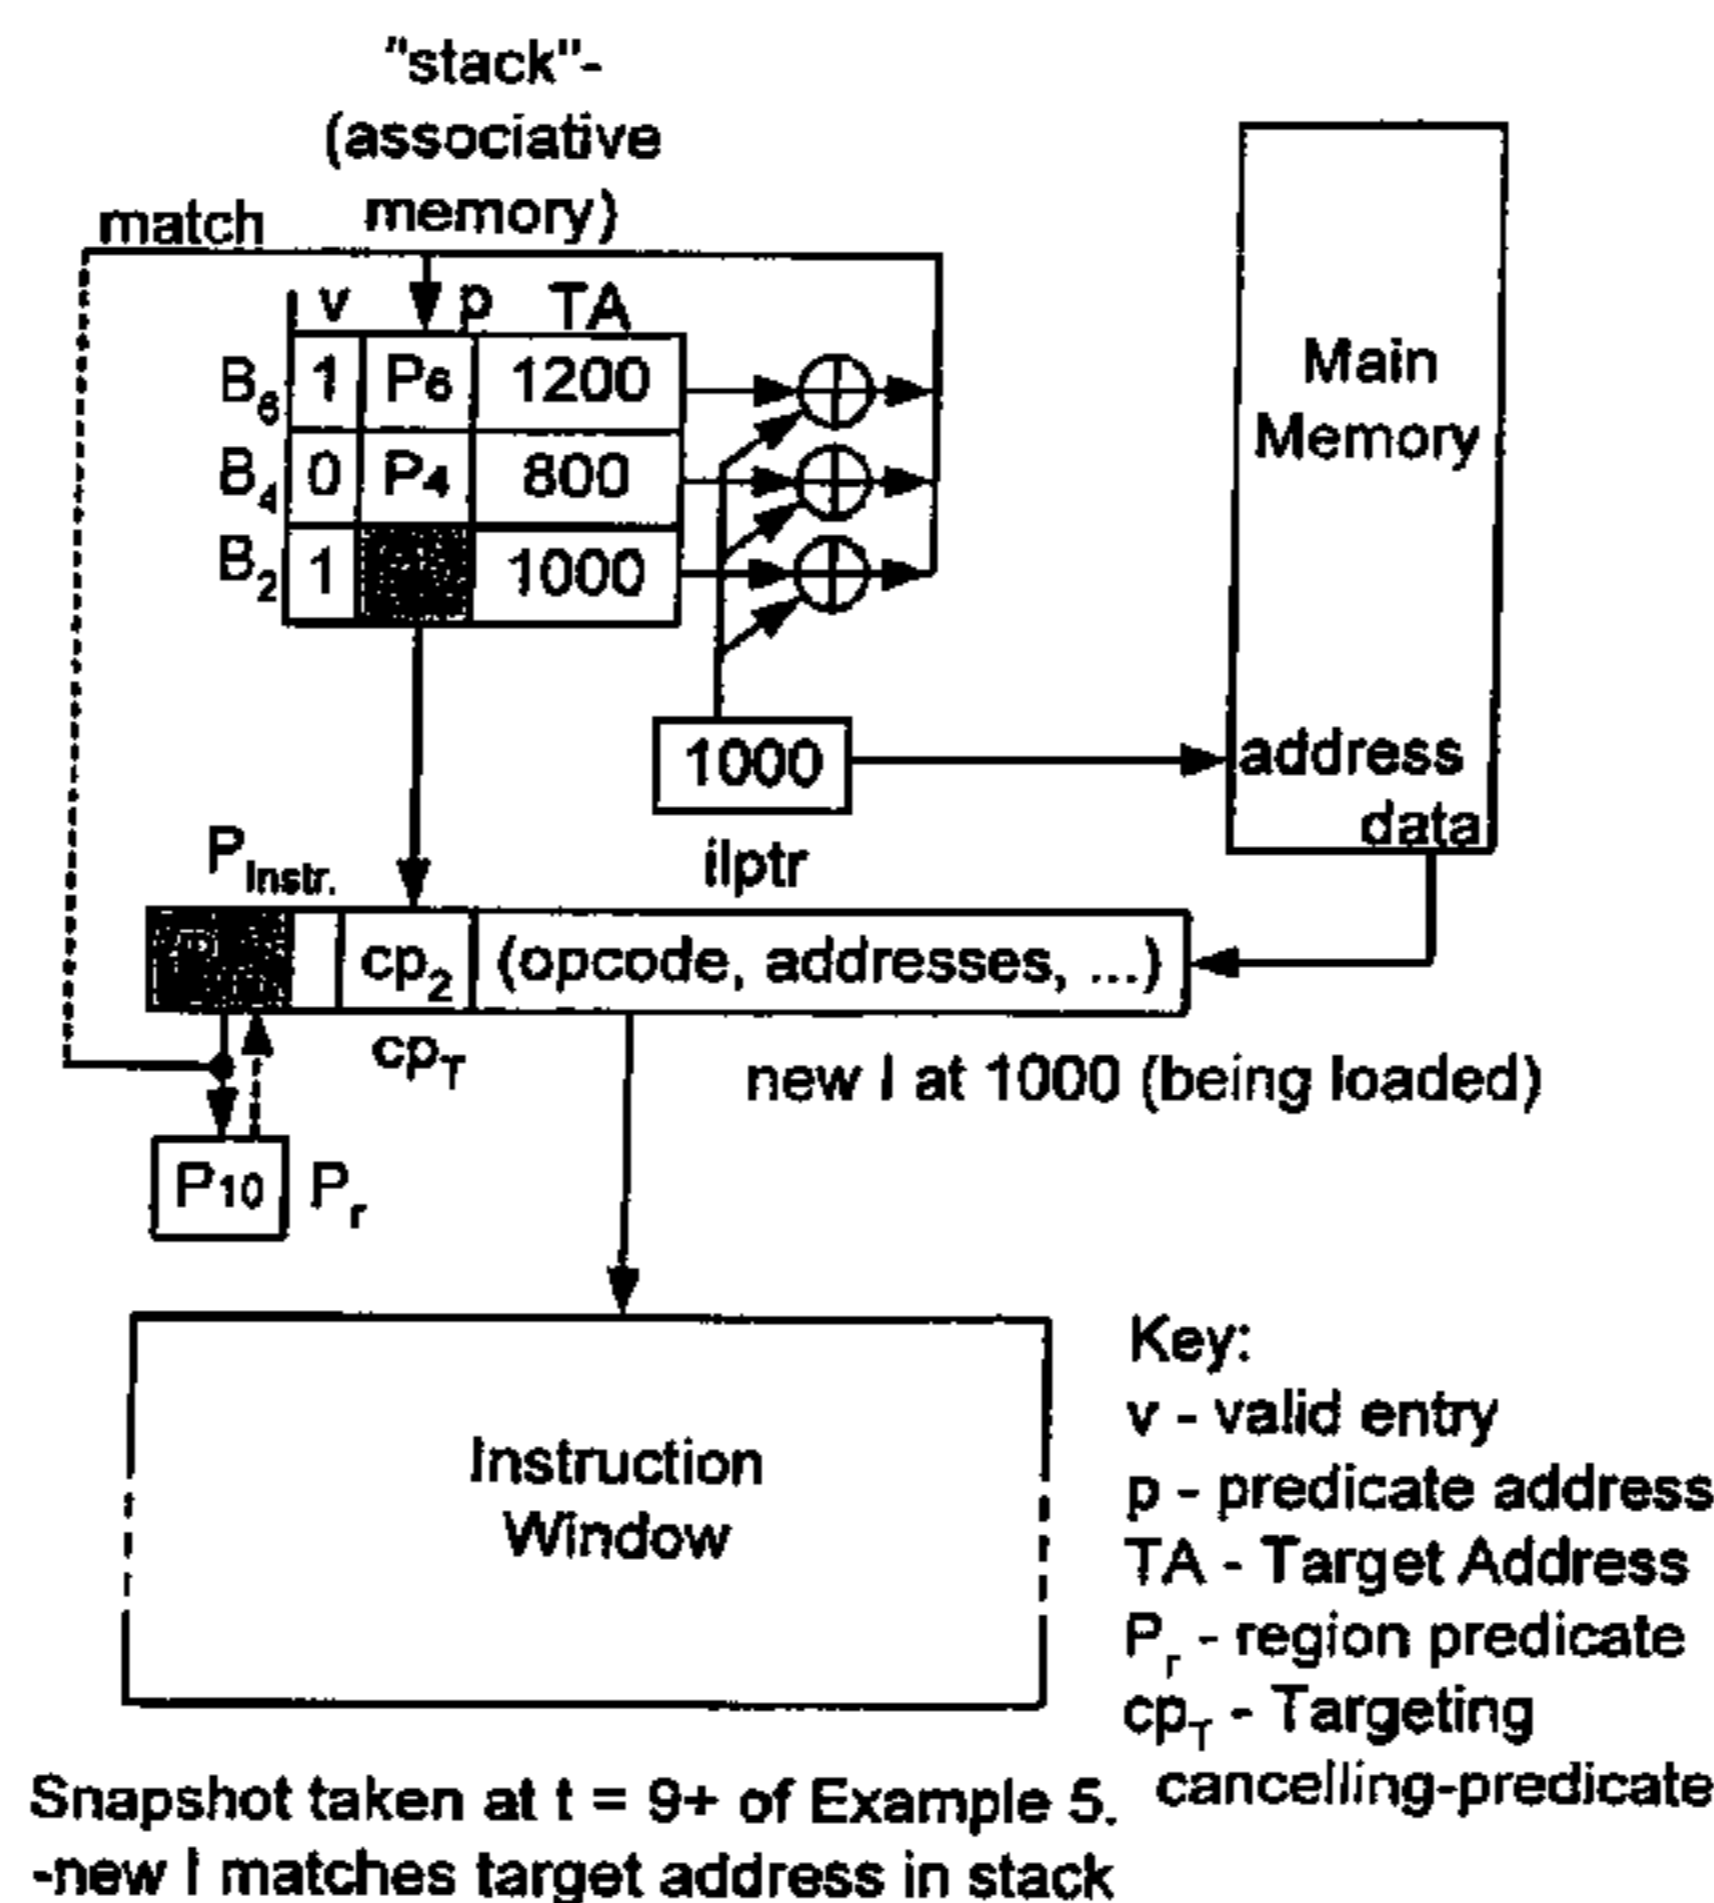 "stack"-
(associative
memory)
match
v p TA
B6 1 P6 1200
B4 0 P4 800
B2 1 1000
Main
Memory
1000
address
data
ilptr
PInstr.
cp2 (opcode, addresses, ...)
cpT
new I at 1000 (being loaded)
P10 Pr
Instruction
Window
Key:
v - valid entry
p - predicate address
TA - Target Address
Pr - region predicate
cpT - Targeting
cancelling-predicate
Snapshot taken at t = 9+ of Example 5.
-new I matches target address in stack